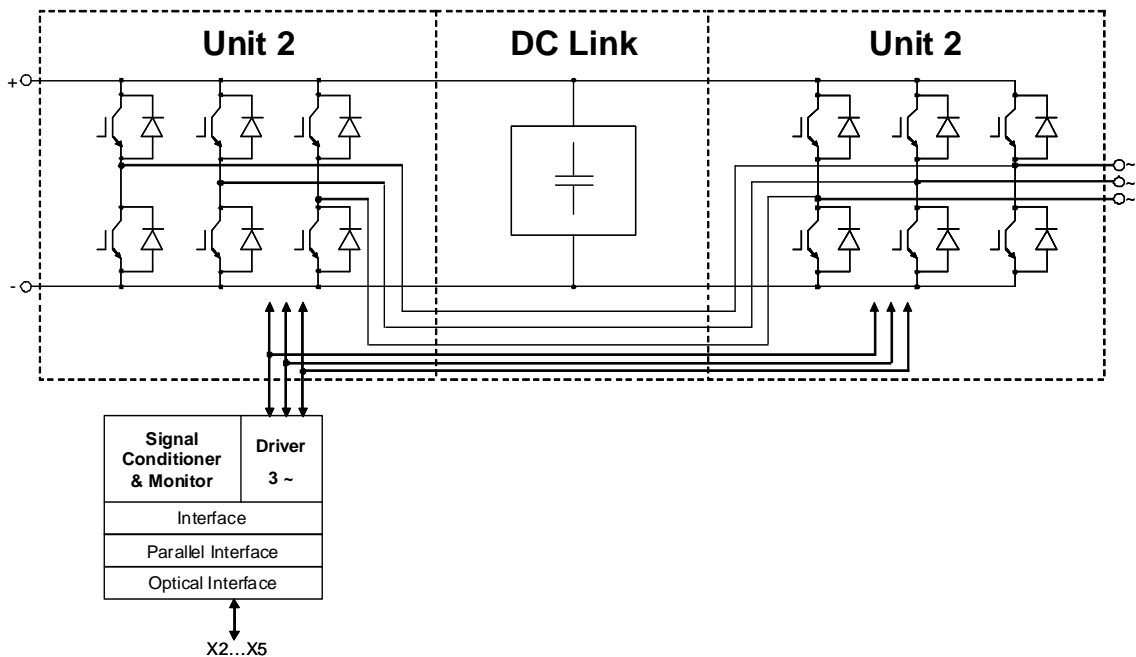 Unit 2
DC Link
Unit 2
+
-
~
~
~
Signal
Conditioner
& Monitor
Driver
3 ~
Interface
Parallel Interface
Optical Interface
X2...X5